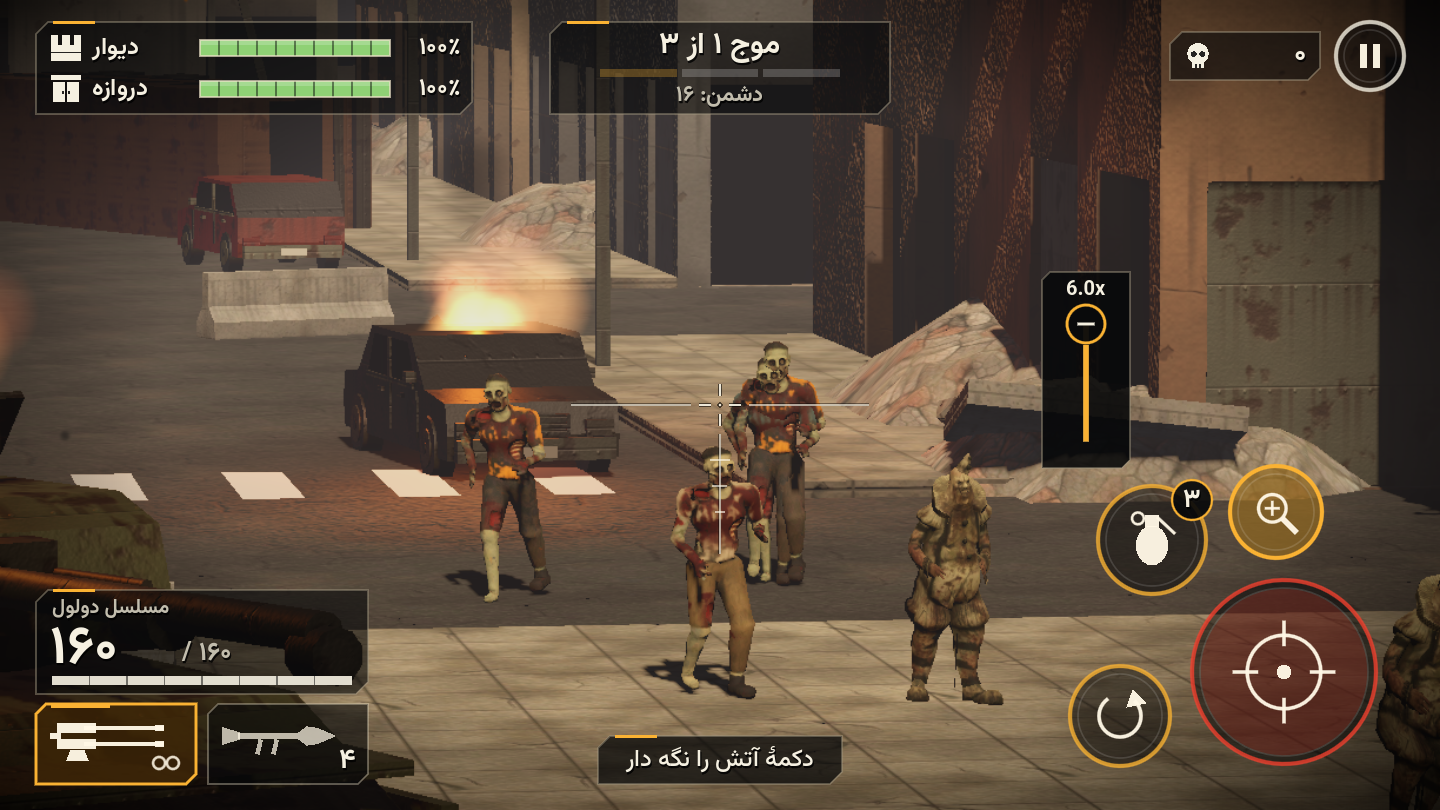 دیوار ۱۰۰٪
دروازه ۱۰۰٪
موج ۱ از ۳
دشمن: ۱۶
۰
6.0x
۳
مسلسل دولول
۱۶۰ / ۱۶۰
∞
۴
دکمهٔ آتش را نگه دار